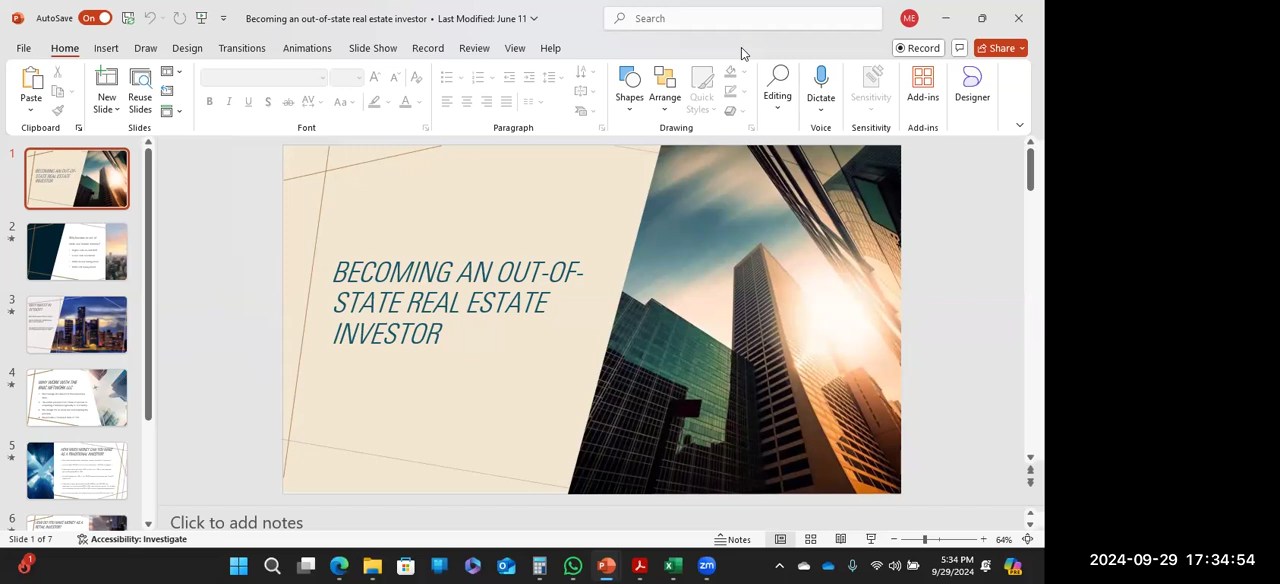 AutoSave On Becoming an out-of-state real estate investor • Last Modified: June 11 Search ME
File Home Insert Draw Design Transitions Animations Slide Show Record Review View Help Record Share
Paste New Slide Reuse Slides B I U S ab AV Aa A Shapes Arrange Quick Styles Editing Dictate Sensitivity Add-ins Designer
Clipboard Slides Font Paragraph Drawing Voice Sensitivity Add-ins
1
2
3
4
5
6
BECOMING AN OUT-OF-
STATE REAL ESTATE
INVESTOR
Click to add notes
Slide 1 of 7 Accessibility: Investigate Notes 64%
1 5:34 PM
9/29/2024
2024-09-29 17:34:54